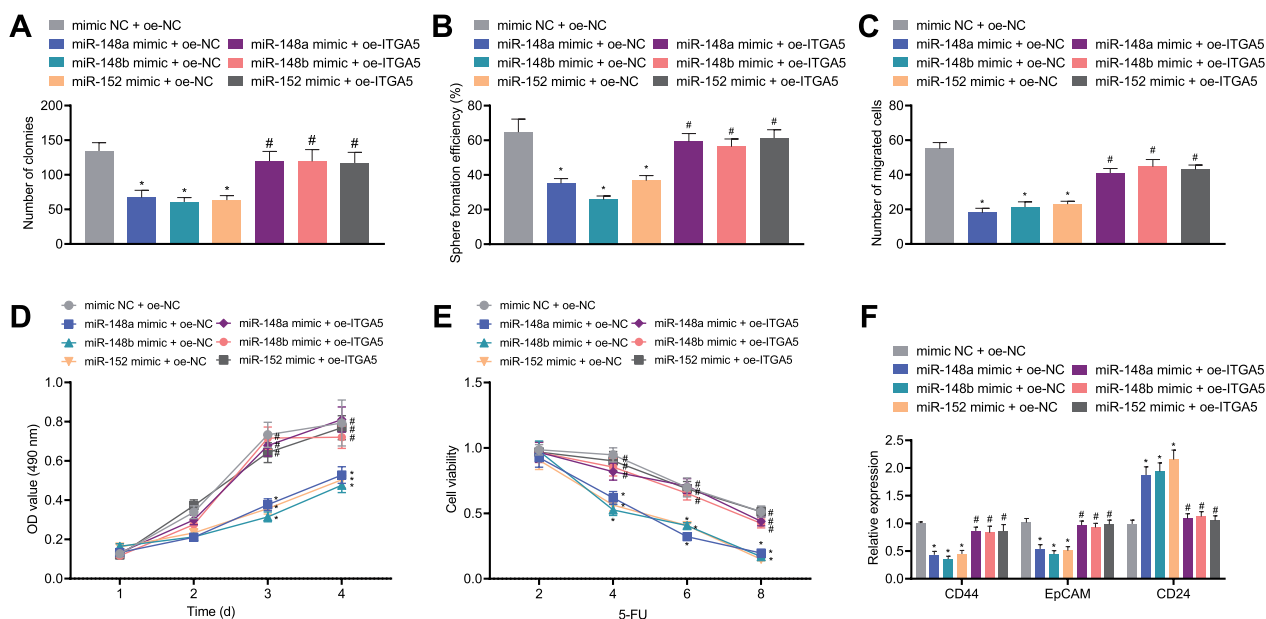 A
mimic NC + oe-NC
miR-148a mimic + oe-NC
miR-148a mimic + oe-ITGA5
miR-148b mimic + oe-NC
miR-148b mimic + oe-ITGA5
miR-152 mimic + oe-NC
miR-152 mimic + oe-ITGA5
Number of clonnies
200
150
100
50
0
* * * # # #
B
mimic NC + oe-NC
miR-148a mimic + oe-NC
miR-148a mimic + oe-ITGA5
miR-148b mimic + oe-NC
miR-148b mimic + oe-ITGA5
miR-152 mimic + oe-NC
miR-152 mimic + oe-ITGA5
Sphere fomation efficiency (%)
80
60
40
20
0
* * * # # #
C
mimic NC + oe-NC
miR-148a mimic + oe-NC
miR-148a mimic + oe-ITGA5
miR-148b mimic + oe-NC
miR-148b mimic + oe-ITGA5
miR-152 mimic + oe-NC
miR-152 mimic + oe-ITGA5
Number of migrated cells
80
60
40
20
0
* * * # # #
D
mimic NC + oe-NC
miR-148a mimic + oe-NC
miR-148a mimic + oe-ITGA5
miR-148b mimic + oe-NC
miR-148b mimic + oe-ITGA5
miR-152 mimic + oe-NC
miR-152 mimic + oe-ITGA5
OD value (490 nm)
1.0
0.8
0.6
0.4
0.2
0.0
# # # # # #
* * * * * *
1 2 3 4
Time (d)
E
mimic NC + oe-NC
miR-148a mimic + oe-NC
miR-148a mimic + oe-ITGA5
miR-148b mimic + oe-NC
miR-148b mimic + oe-ITGA5
miR-152 mimic + oe-NC
miR-152 mimic + oe-ITGA5
Cell viability
1.5
1.0
0.5
0.0
# # # # # # # # #
* * * * * * * * *
2 4 6 8
5-FU
F
mimic NC + oe-NC
miR-148a mimic + oe-NC
miR-148a mimic + oe-ITGA5
miR-148b mimic + oe-NC
miR-148b mimic + oe-ITGA5
miR-152 mimic + oe-NC
miR-152 mimic + oe-ITGA5
Relative expression
2.5
2.0
1.5
1.0
0.5
0.0
* * * # # # * * * # # # * * * # # #
CD44 EpCAM CD24